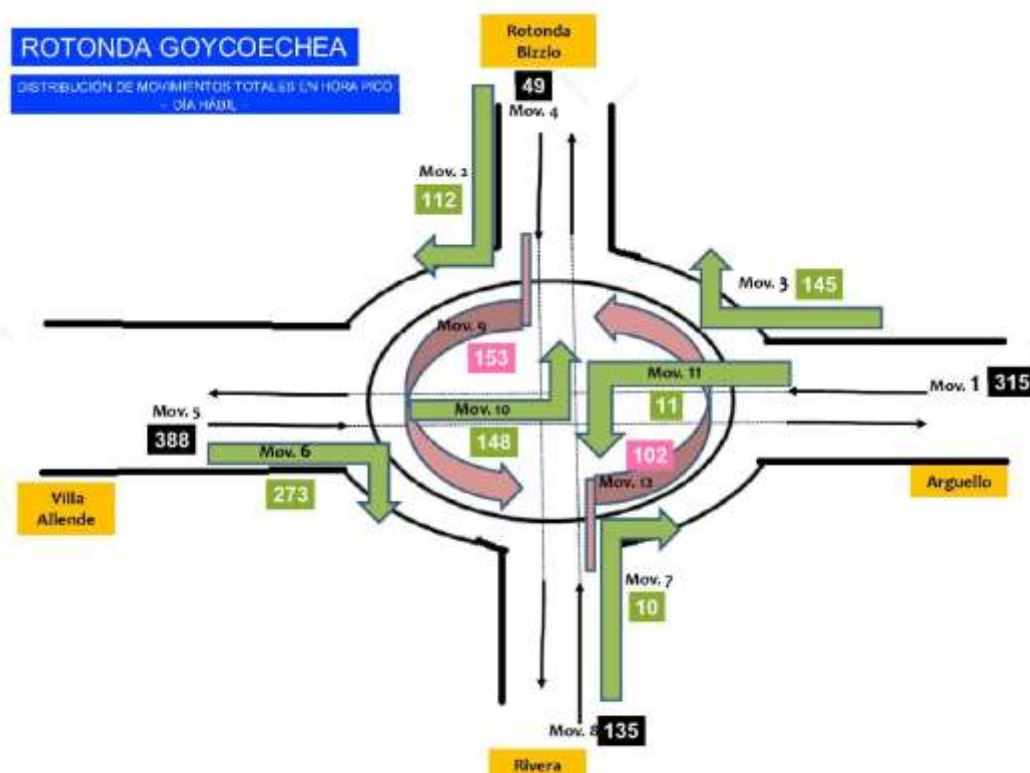 ROTONDA GOYCOECHEA
DISTRIBUCIÓN DE MOVIMIENTOS TOTALES EN HORA PICO
- DÍA HÁBIL -
Rotonda
Bizzio
49
Mov. 4
Mov. 2
112
Mov. 3
145
Mov. 9
153
Mov. 11
11
Mov. 1
315
Mov. 5
388
Mov. 10
148
Mov. 6
273
102
Mov. 12
Villa
Allende
Arguello
Mov. 7
10
Mov. 8
135
Rivera